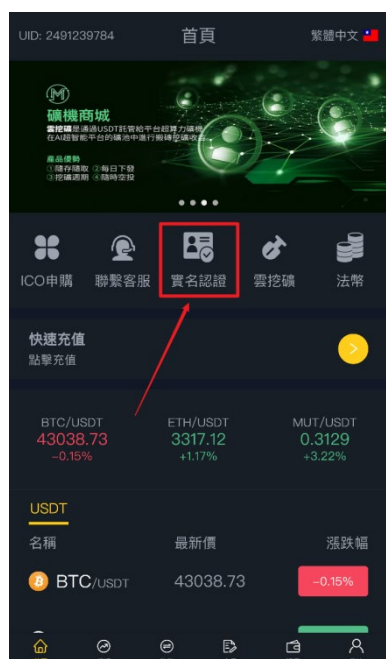 UID: 2491239784
首頁
繁體中文
M
礦機商城
雲挖礦是通過USDT託管給平台超算力礦機
在AI超智能平台的礦池中進行搬磚挖礦收益
產品優勢
①隨存隨取 ②每日下發
③挖礦週期 ④隨時空投
ICO申購
聯繫客服
實名認證
雲挖礦
法幣
快速充值
點擊充值
BTC/USDT
43038.73
-0.15%
ETH/USDT
3317.12
+1.17%
MUT/USDT
0.3129
+3.22%
USDT
名稱
最新價
漲跌幅
BTC/USDT
43038.73
-0.15%